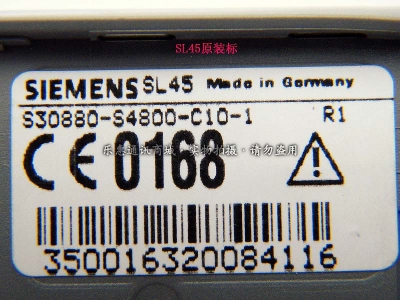 SL45原装标
SIEMENS SL45 Made in Germany
S30880-S4800-C10-1 R1
CE 0168
乐惠通讯商城·实物拍摄·请勿盗用
350016320084116